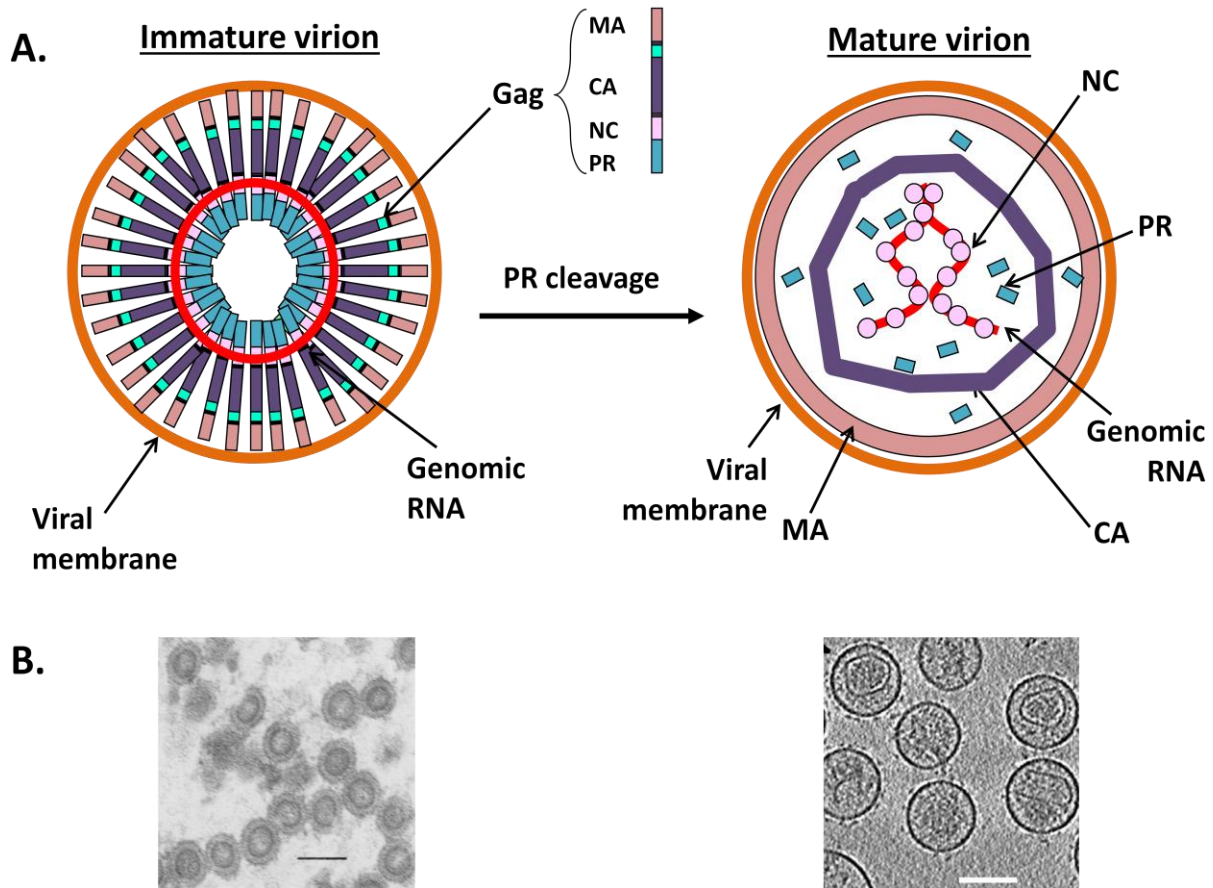 A.
Immature virion
Gag
MA
CA
NC
PR
Mature virion
NC
PR
PR cleavage
Viral
membrane
Genomic
RNA
Viral
membrane
MA
CA
Genomic
RNA
B.